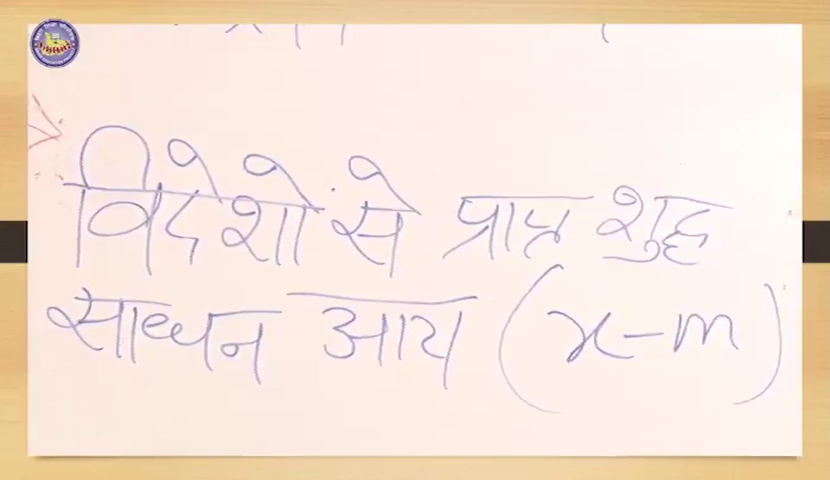 विदेशों से प्राप्त शुद्ध
साधन आय (x-m)